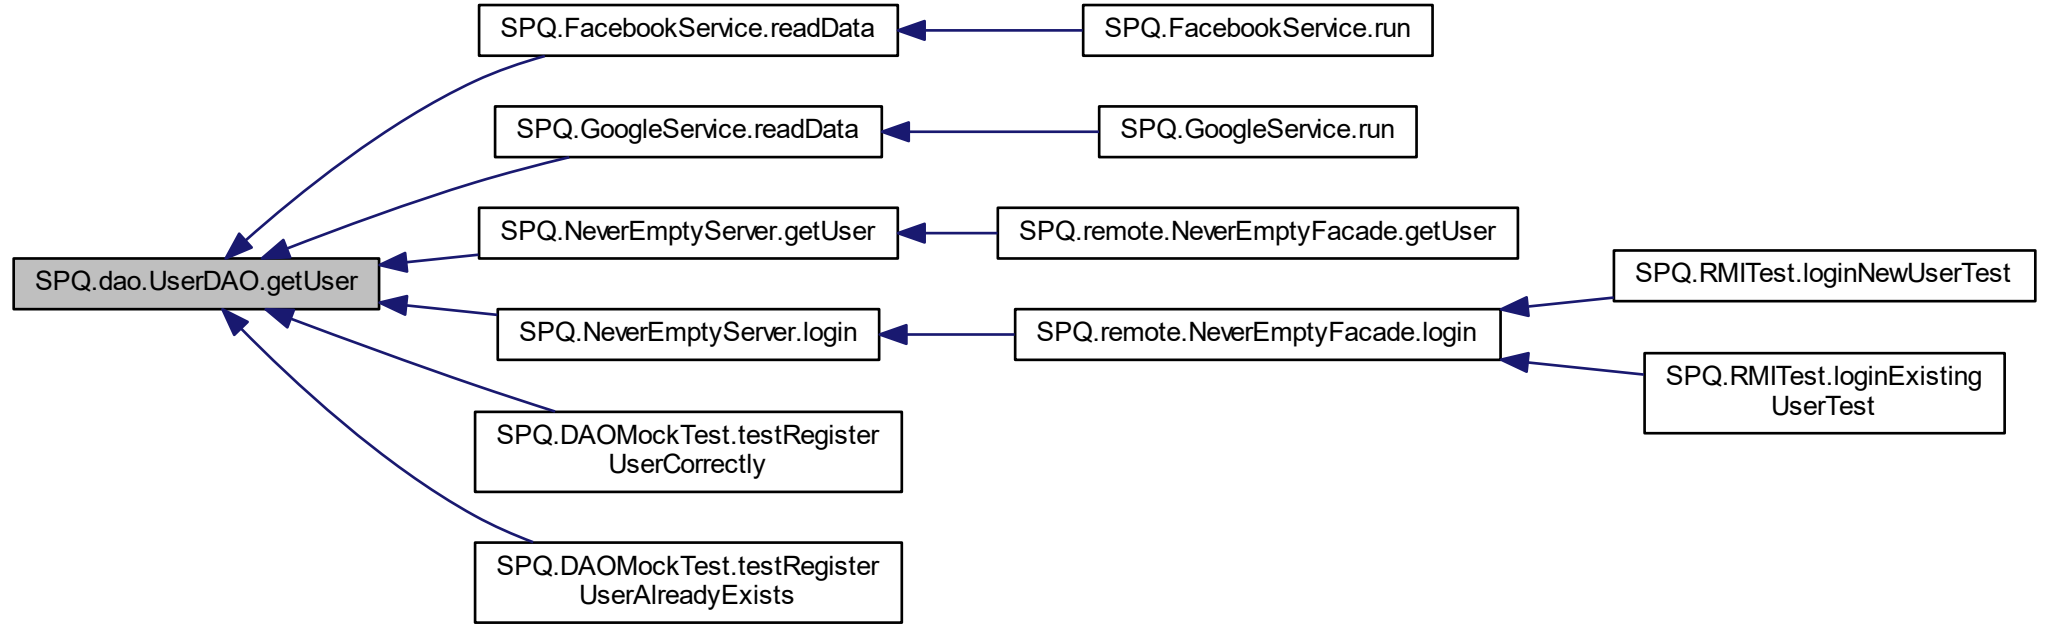 SPQ.FacebookService.readData
SPQ.FacebookService.run
SPQ.GoogleService.readData
SPQ.GoogleService.run
SPQ.NeverEmptyServer.getUser
SPQ.remote.NeverEmptyFacade.getUser
SPQ.dao.UserDAO.getUser
SPQ.RMITest.loginNewUserTest
SPQ.NeverEmptyServer.login
SPQ.remote.NeverEmptyFacade.login
SPQ.RMITest.loginExisting
UserTest
SPQ.DAOMockTest.testRegister
UserCorrectly
SPQ.DAOMockTest.testRegister
UserAlreadyExists